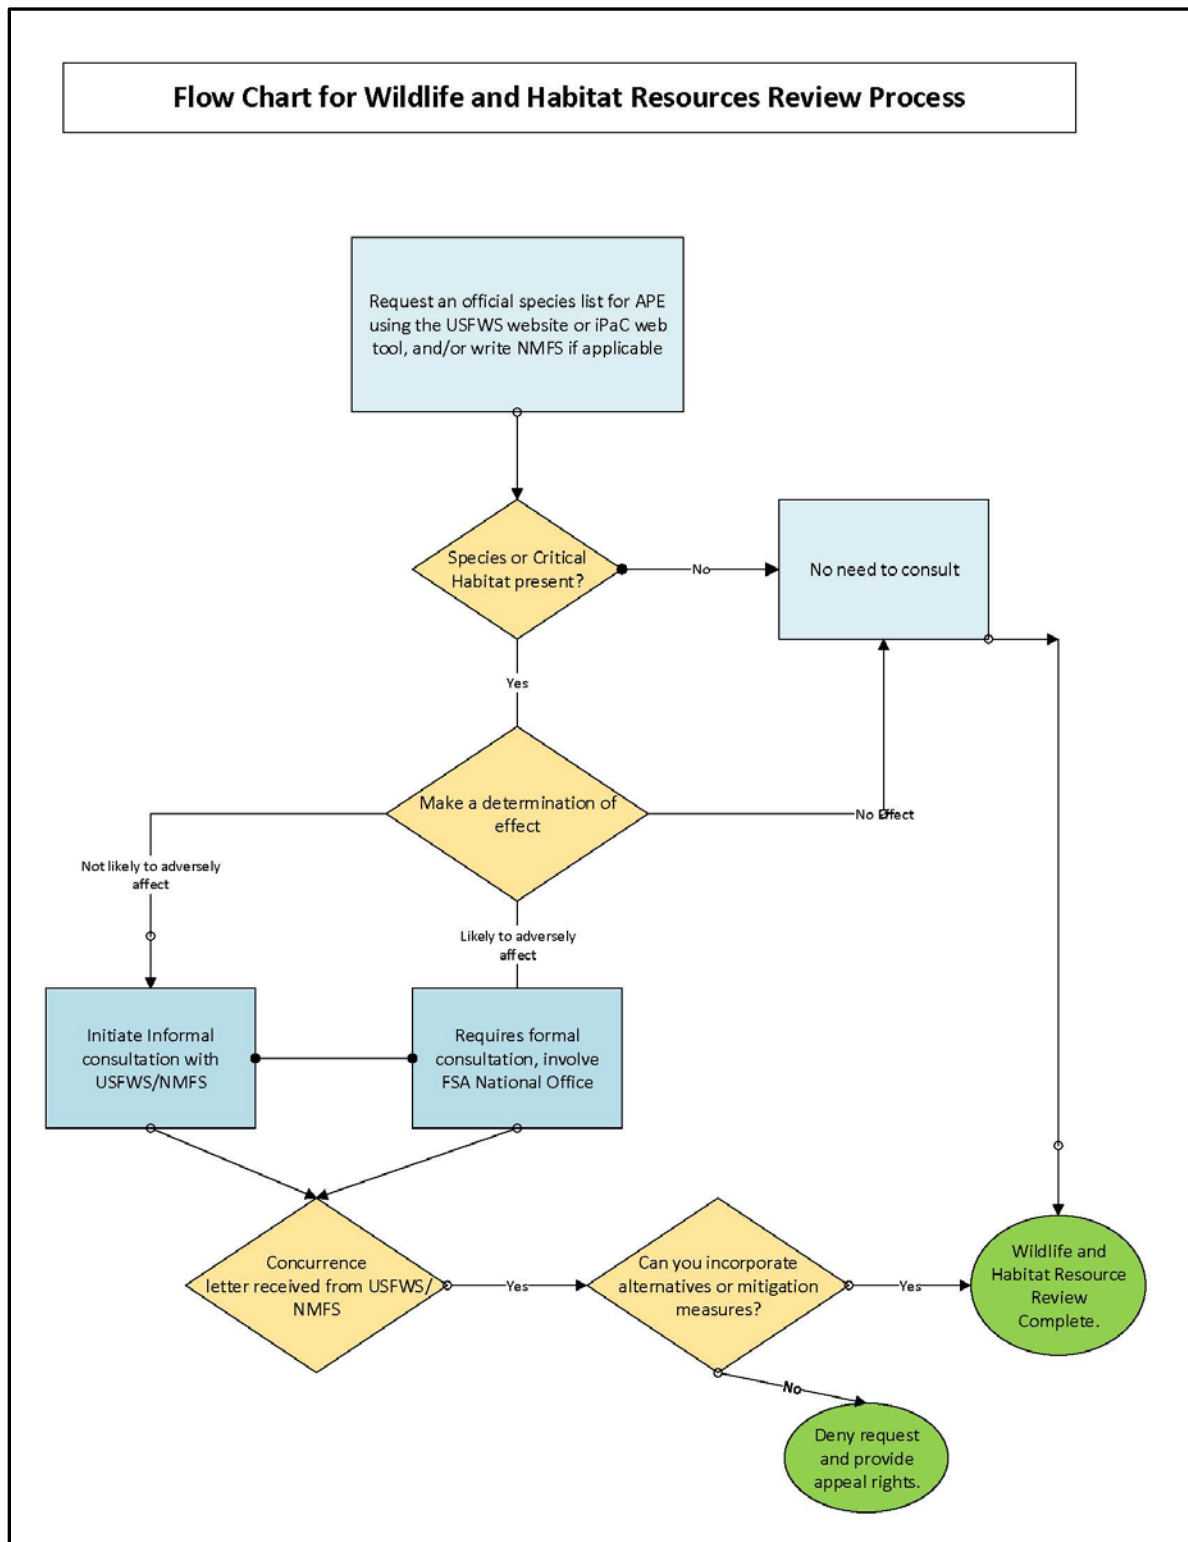 Flow Chart for Wildlife and Habitat Resources Review Process
Request an official species list for APE
using the USFWS website or iPaC web
tool, and/or write NMFS if applicable
Species or Critical
Habitat present?
No
No need to consult
Yes
Make a determination of
effect
No Effect
Not likely to adversely
affect
Likely to adversely
affect
Initiate Informal
consultation with
USFWS/NMFS
Requires formal
consultation, involve
FSA National Office
Concurrence
letter received from USFWS/
NMFS
Yes
Can you incorporate
alternatives or mitigation
measures?
Yes
Wildlife and
Habitat Resource
Review
Complete.
No
Deny request
and provide
appeal rights.